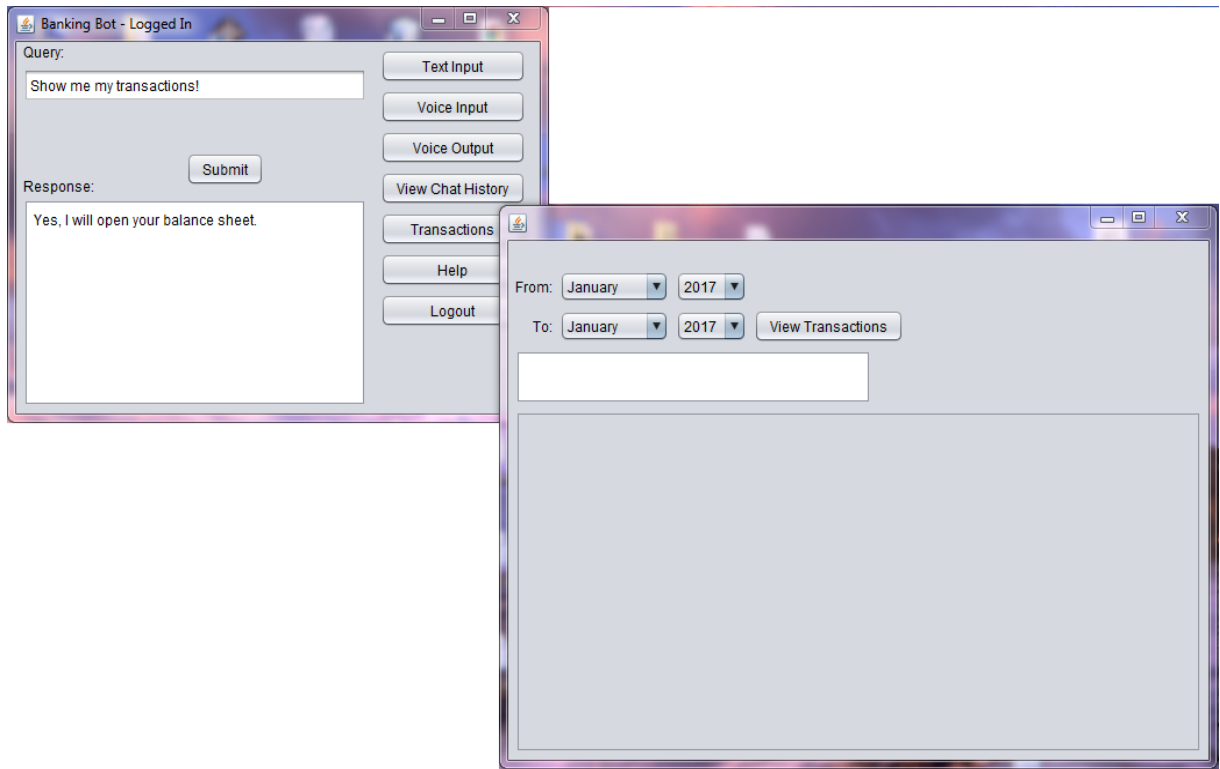 Banking Bot - Logged In
Query:
Show me my transactions!
Submit
Response:
Yes, I will open your balance sheet.
Text Input
Voice Input
Voice Output
View Chat History
Transactions
Help
Logout
From: January 2017
To: January 2017 View Transactions